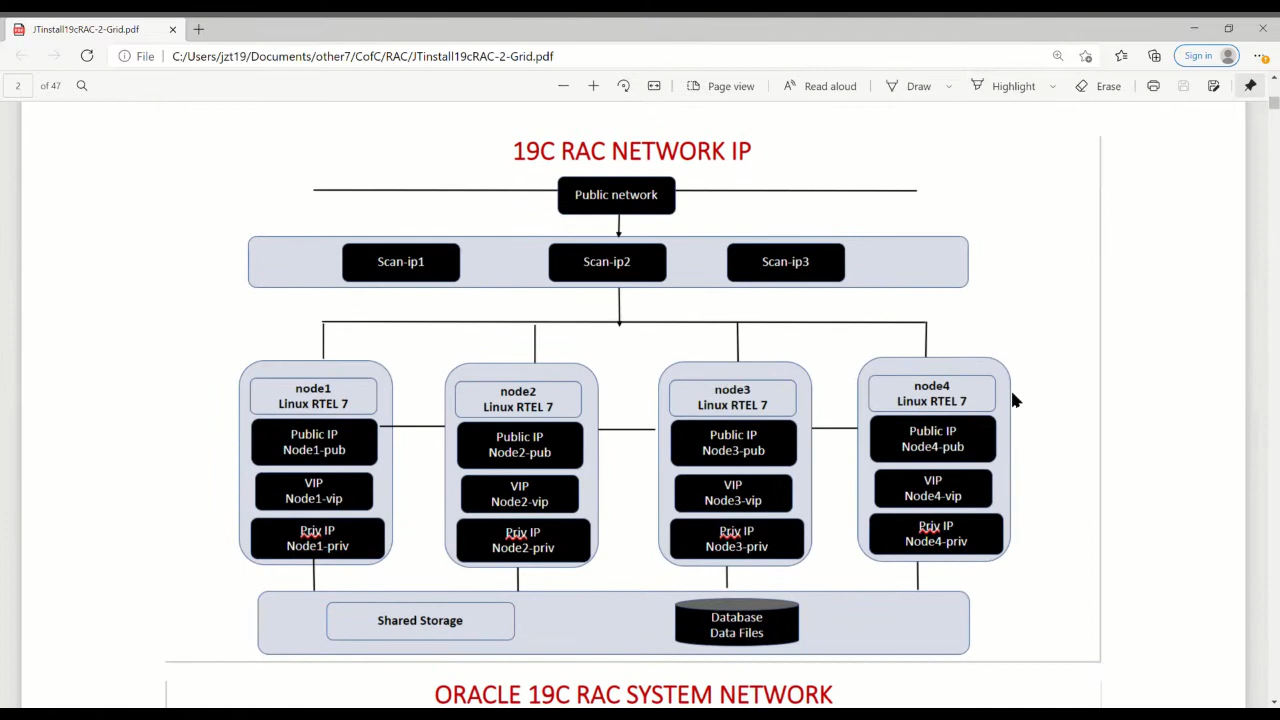 JTinstall19cRAC-2-Grid.pdf
File C:/Users/jzt19/Documents/other7/CofC/RAC/JTinstall19cRAC-2-Grid.pdf Sign in
2 of 47 Page view Read aloud Draw Highlight Erase
19C RAC NETWORK IP
Public network
Scan-ip1 Scan-ip2 Scan-ip3
node1
Linux RTEL 7
Public IP
Node1-pub
VIP
Node1-vip
Priv IP
Node1-priv
node2
Linux RTEL 7
Public IP
Node2-pub
VIP
Node2-vip
Priv IP
Node2-priv
node3
Linux RTEL 7
Public IP
Node3-pub
VIP
Node3-vip
Priv IP
Node3-priv
node4
Linux RTEL 7
Public IP
Node4-pub
VIP
Node4-vip
Priv IP
Node4-priv
Shared Storage
Database
Data Files
ORACLE 19C RAC SYSTEM NETWORK